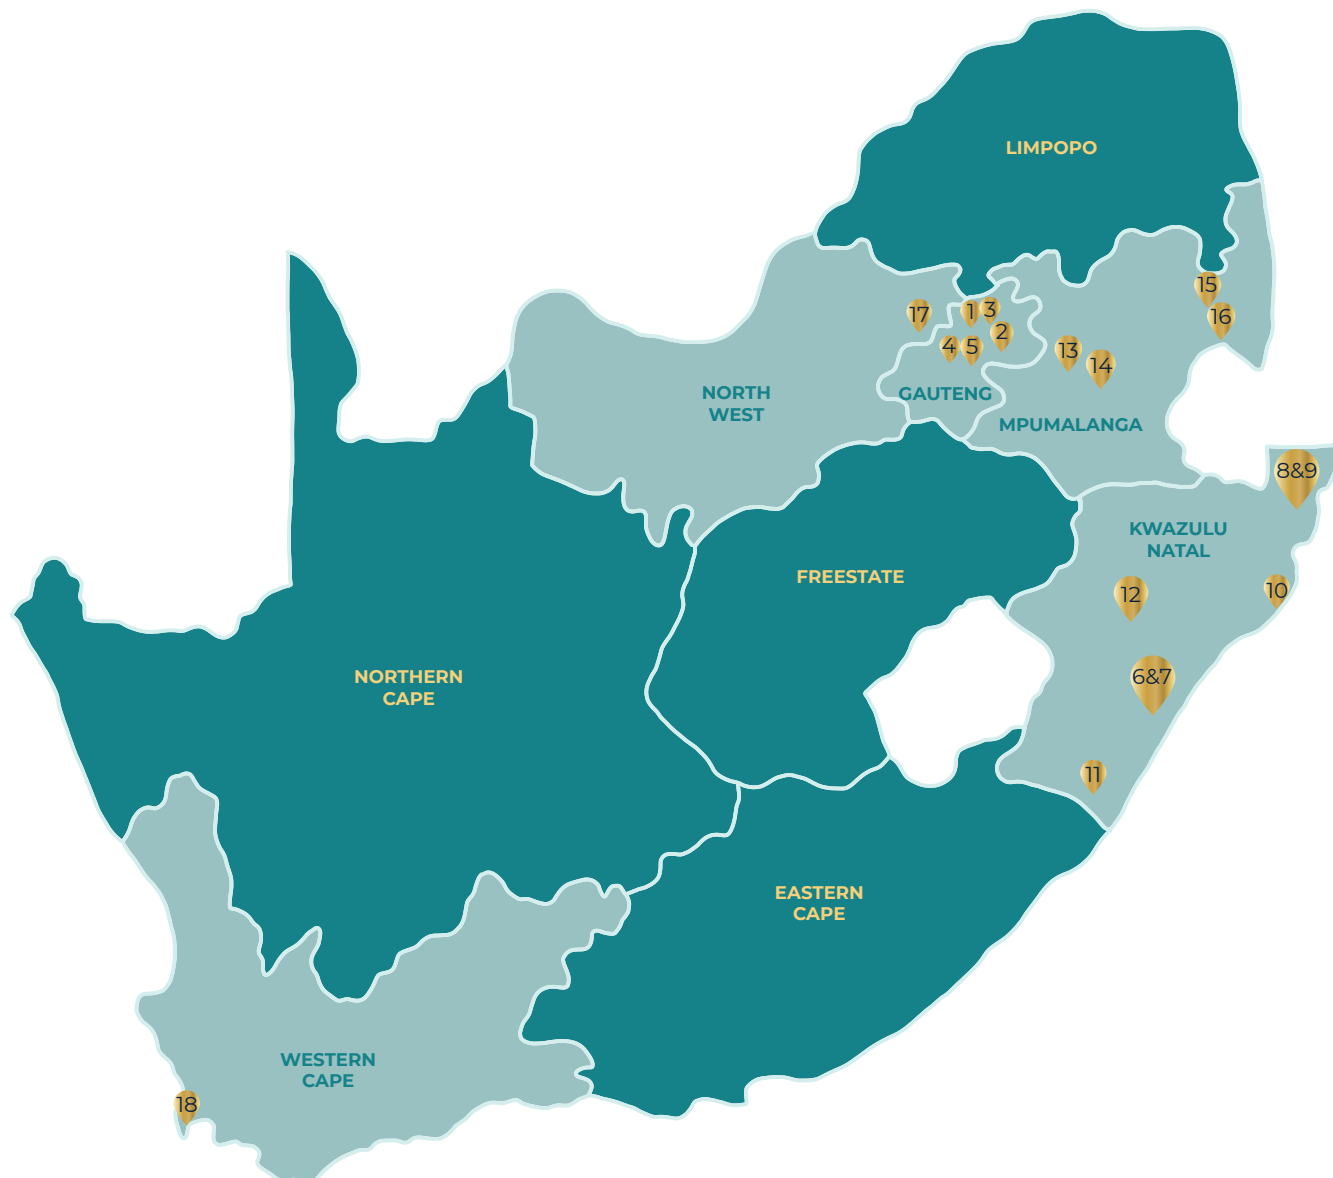 LIMPOPO
15
17
1
3
16
2
4
5
13
14
NORTH
WEST
GAUTENG
MPUMALANGA
8&9
KWAZULU
NATAL
FREESTATE
12
10
NORTHERN
CAPE
6&7
11
EASTERN
CAPE
WESTERN
CAPE
18